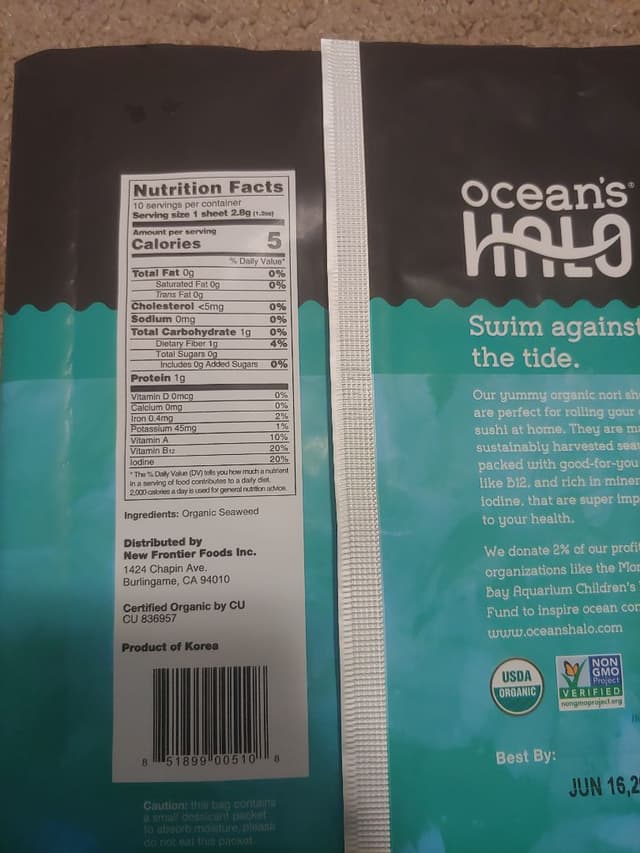 Nutrition Facts
10 servings per container
Serving size 1 sheet 2.8g
Amount per serving
Calories 5
% Daily Value*
Total Fat 0g 0%
Saturated Fat 0g 0%
Trans Fat 0g
Cholesterol <5mg 0%
Sodium 0mg 0%
Total Carbohydrate 1g 0%
Dietary Fiber 1g 4%
Total Sugars 0g
Includes 0g Added Sugars 0%
Protein 1g
Vitamin D 0mcg 0%
Calcium 0mg 0%
Iron 0.4mg 2%
Potassium 45mg 1%
Vitamin A 10%
Vitamin B12 20%
Iodine 20%
*The % Daily Value (DV) tells you how much a nutrient
in a serving of food contributes to a daily diet.
2,000 calories a day is used for general nutrition advice.
Ingredients: Organic Seaweed
Distributed by
New Frontier Foods Inc.
1424 Chapin Ave.
Burlingame, CA 94010
Certified Organic by CU
CU 836957
Product of Korea
8 51899 00510 8
Caution: this bag contains
a small dessicant packet
to absorb moisture, please
do not eat this packet.
ocean's®
HALO
Swim against
the tide.
Our yummy organic nori
are perfect for rolling your
sushi at home. They are
sustainably harvested
packed with good-for-you
like B12, and rich in
iodine, that are super
to your health.
We donate 2% of our
organizations like the
Bay Aquarium Children's
Fund to inspire ocean
www.oceanshalo.com
USDA
ORGANIC
NON
GMO
Project
VERIFIED
nongmoproject.org
Best By:
JUN 16,2